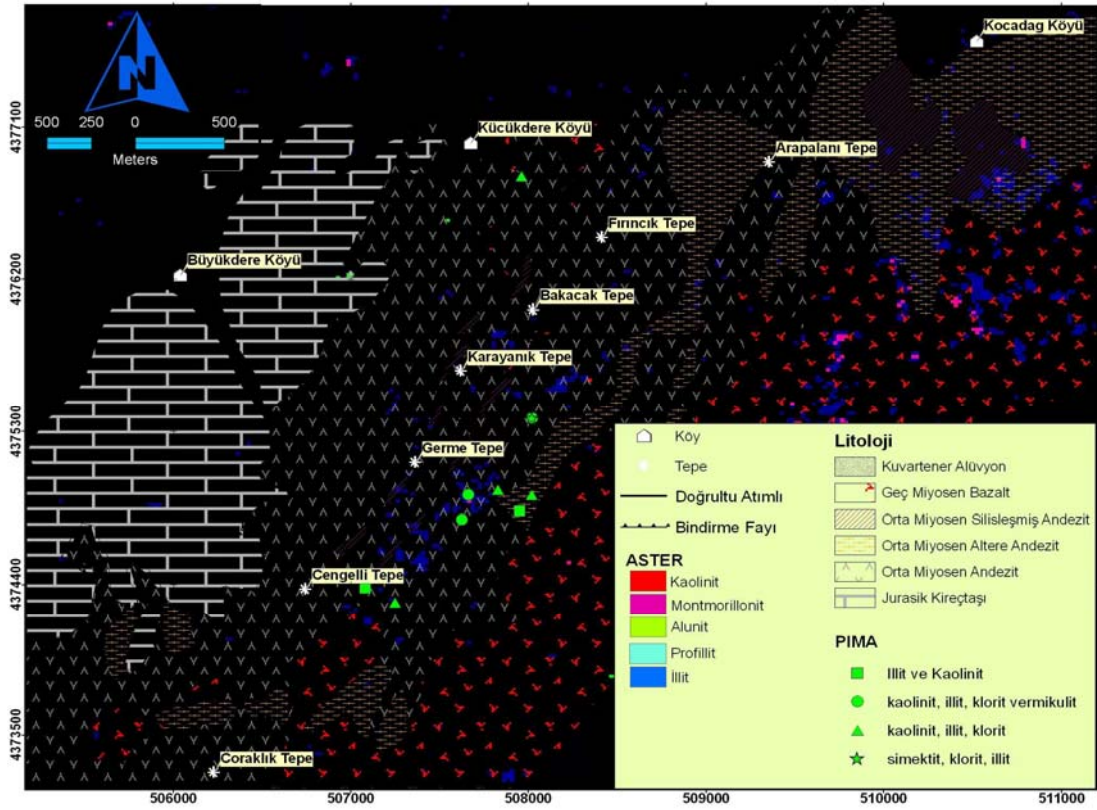 Kocadag Köyü
N
500 250 0 500
Meters
Kücükdere Köyü
Arapalanı Tepe
Fırıncık Tepe
Büyükdere Köyü
Bakacak Tepe
Karayanık Tepe
Germe Tepe
Cengelli Tepe
Coraklık Tepe
4377100
4376200
4375300
4374400
4373500
506000 507000 508000 509000 510000 511000
Köy
Tepe
Doğrultu Atımlı
Bindirme Fayı
ASTER
Kaolinit
Montmorillonit
Alunit
Profillit
İllit
Litoloji
Kuvartener Alüvyon
Geç Miyosen Bazalt
Orta Miyosen Silisleşmiş Andezit
Orta Miyosen Altere Andezit
Orta Miyosen Andezit
Jurasik Kireçtaşı
PIMA
Illit ve Kaolinit
kaolinit, illit, klorit vermikulit
kaolinit, illit, klorit
simektit, klorit, illit